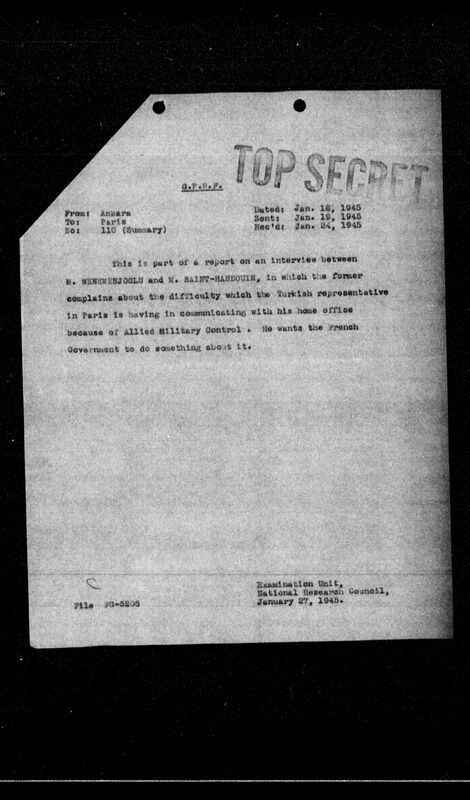 TOP SECRET
G.P.R.F.
From: Ankara
To: Paris
No: 110 (Summary)
Dated: Jan. 18, 1945
Sent: Jan. 19, 1945
Rec'd: Jan. 24, 1945
This is part of a report on an interview between
M. MENEMENJOGLU and M. SAINT-HARDOUIN, in which the former
complains about the difficulty which the Turkish representative
in Paris is having in communicating with his home office
because of Allied Military Control . He wants the French
Government to do something about it.
C
File FG-5205
Examination Unit,
National Research Council,
January 27, 1945.